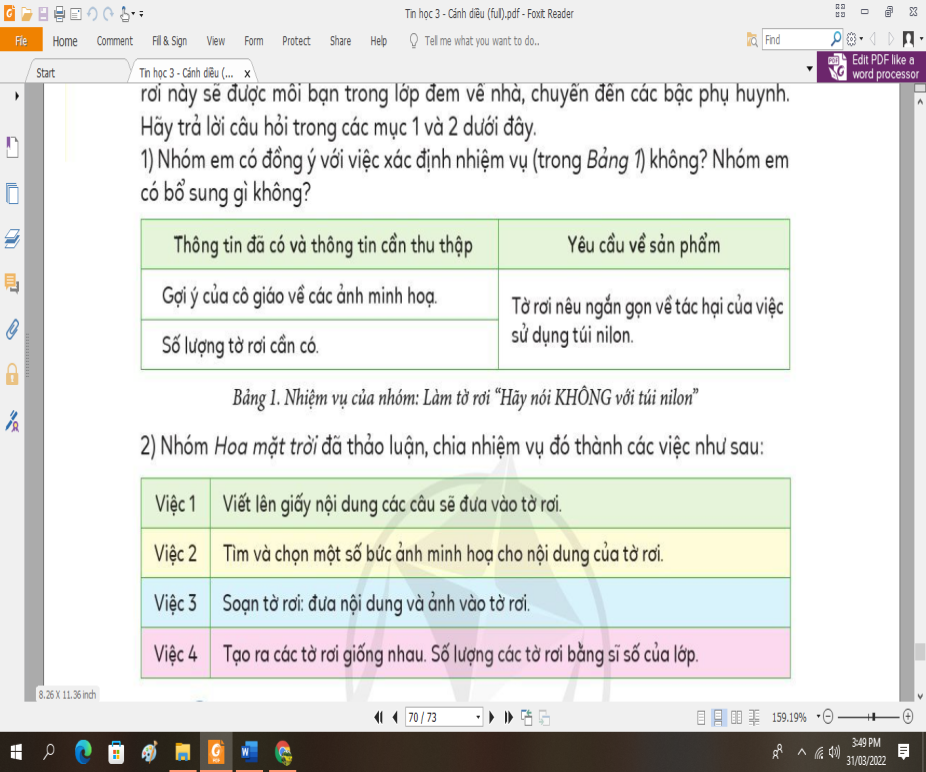 Tin học 3 - Cánh diều (full).pdf - Foxit Reader
File Home Comment Fill & Sign View Form Protect Share Help Tell me what you want to do.. Find
Edit PDF like a
word processor
Start Tin học 3 - Cánh diều (... x
rơi này sẽ được mỗi bạn trong lớp đem về nhà, chuyển đến các bậc phụ huynh.
Hãy trả lời câu hỏi trong các mục 1 và 2 dưới đây.
1) Nhóm em có đồng ý với việc xác định nhiệm vụ (trong Bảng 1) không? Nhóm em
có bổ sung gì không?
Thông tin đã có và thông tin cần thu thập Yêu cầu về sản phẩm
Gợi ý của cô giáo về các ảnh minh hoạ.
Tờ rơi nêu ngắn gọn về tác hại của việc
sử dụng túi nilon.
Số lượng tờ rơi cần có.
Bảng 1. Nhiệm vụ của nhóm: Làm tờ rơi “Hãy nói KHÔNG với túi nilon”
2) Nhóm Hoa mặt trời đã thảo luận, chia nhiệm vụ đó thành các việc như sau:
Việc 1 Viết lên giấy nội dung các câu sẽ đưa vào tờ rơi.
Việc 2 Tìm và chọn một số bức ảnh minh hoạ cho nội dung của tờ rơi.
Việc 3 Soạn tờ rơi: đưa nội dung và ảnh vào tờ rơi.
Việc 4 Tạo ra các tờ rơi giống nhau. Số lượng các tờ rơi bằng sĩ số của lớp.
8.26 X 11.36 inch
70 / 73 159.19%
3:49 PM
31/03/2022